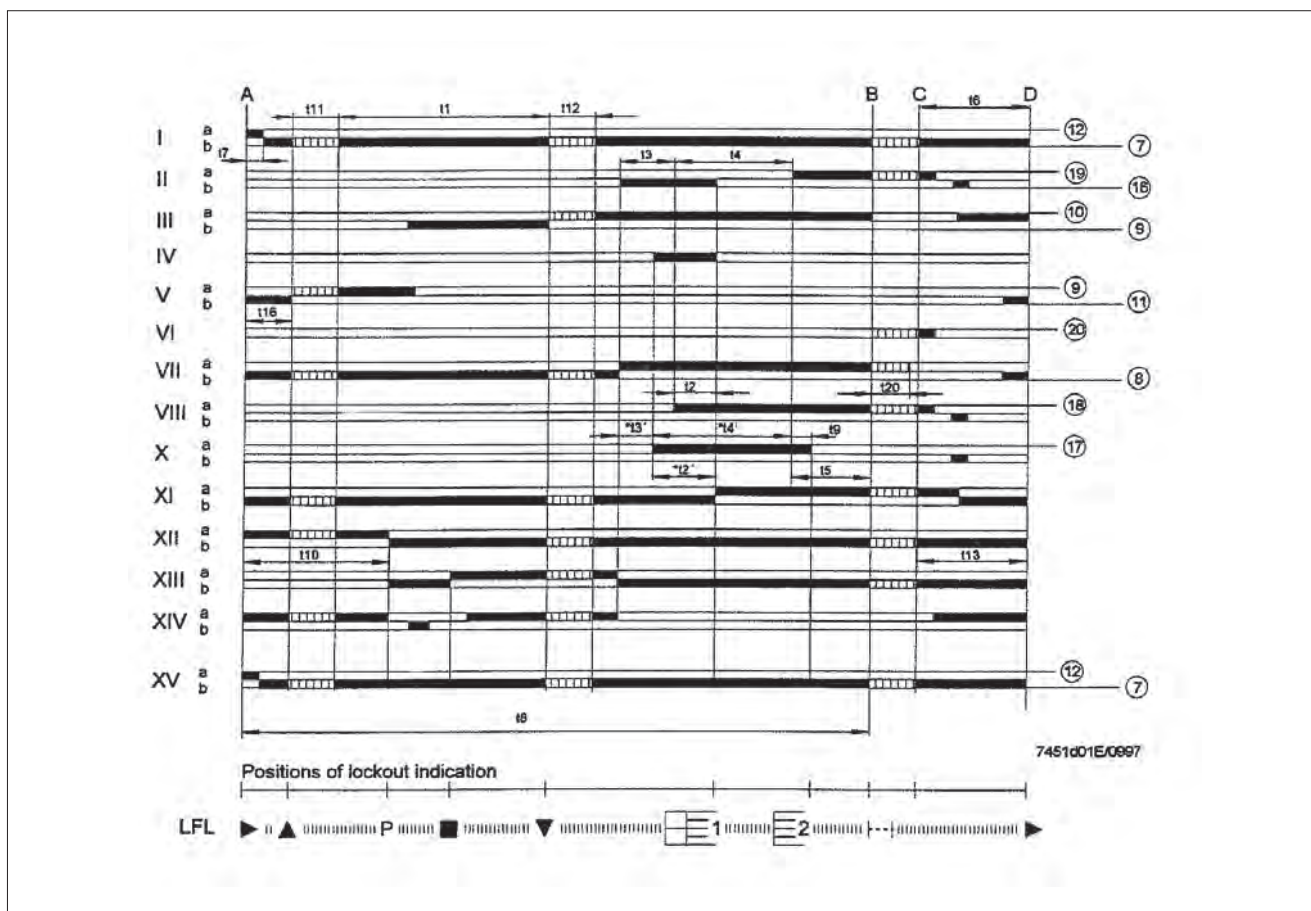 A B C D
t11 t1 t12 t6
I a 12
b 7
t7 t3 t4
II a 19
b 16
III a 10
b 9
IV
V a 9
b 11
t16
VI 20
VII a
b 8
t2 t20
VIII a 18
b
"t3' "t4' t9
X a 17
b
"t2' t5
XI a
b
XII a
b
t10 t13
XIII a
b
XIV a
b
XV a 12
b 7
t8
7451d01E/0997
Positions of lockout indication
LFL P 1 2